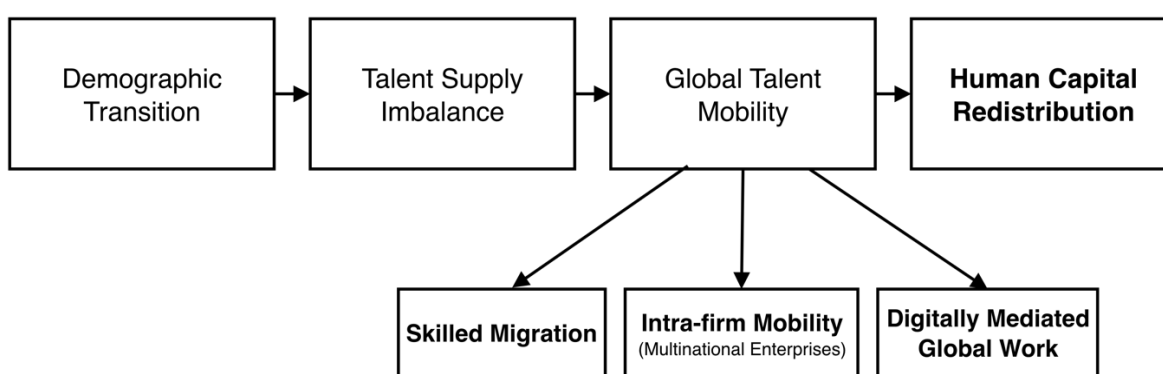 Demographic
Transition
Talent Supply
Imbalance
Global Talent
Mobility
Human Capital
Redistribution
Skilled Migration
Intra-firm Mobility
(Multinational Enterprises)
Digitally Mediated
Global Work